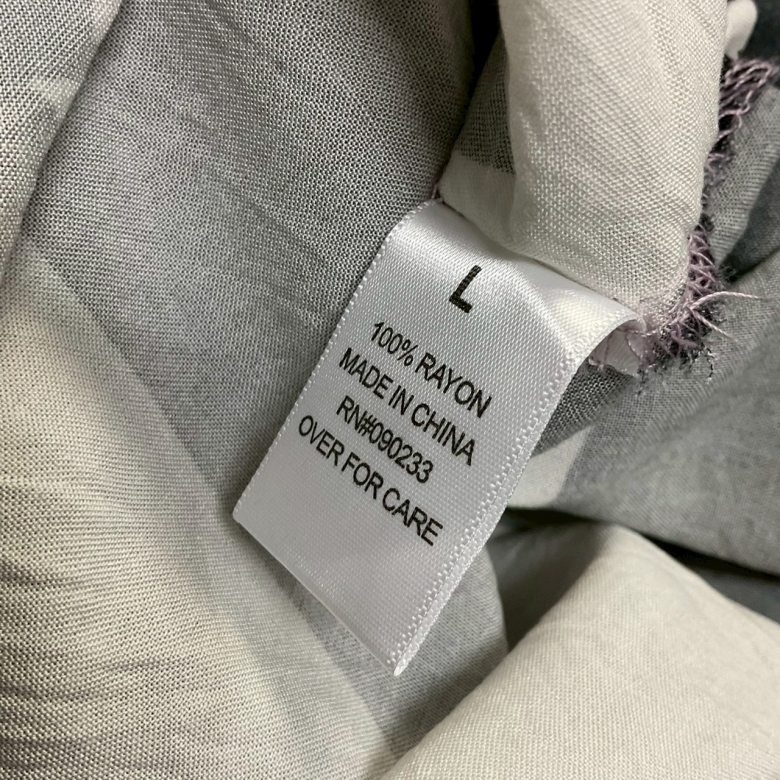 L
100% RAYON
MADE IN CHINA
RN#090233
OVER FOR CARE